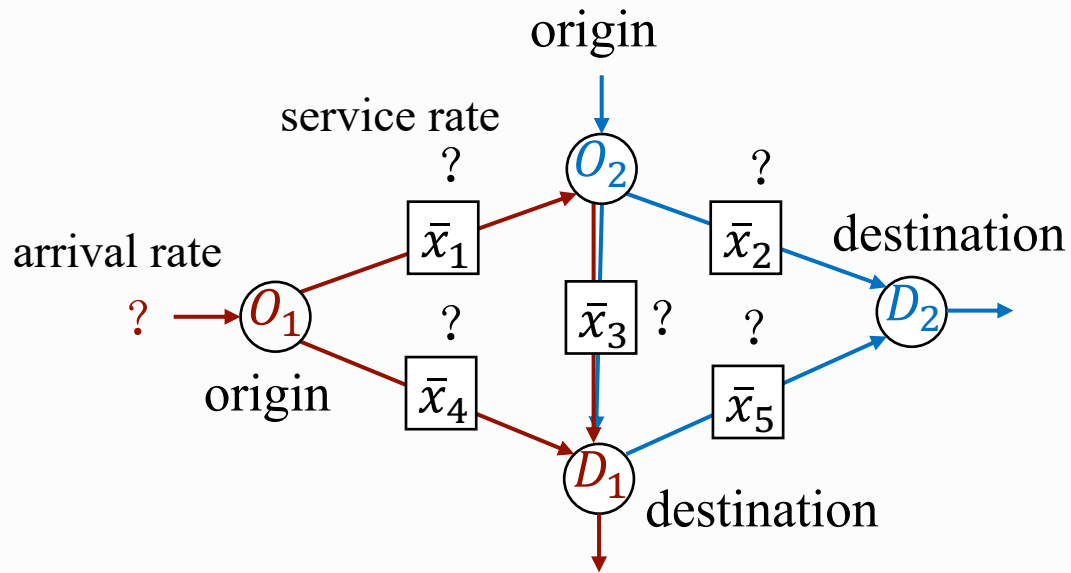 origin
service rate
?
O₂
?
x̄₁
x̄₂
destination
arrival rate
?
O₁
?
x̄₃
?
?
D₂
origin
x̄₄
x̄₅
D₁
destination